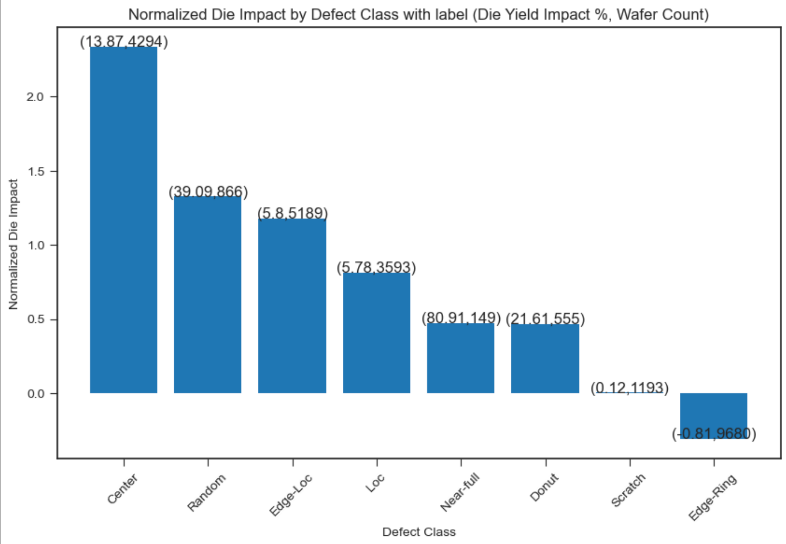 Normalized Die Impact by Defect Class with label (Die Yield Impact %, Wafer Count)
(13.87,4294)
2.0
1.5
(39.09,866)
(5.8,5189)
1.0
(5.78,3593)
0.5
(80.91,149)
(21.61,555)
0.0
(0.12,1193)
(-0.81,9680)
Normalized Die Impact
Center
Random
Edge-Loc
Loc
Near-full
Donut
Scratch
Edge-Ring
Defect Class